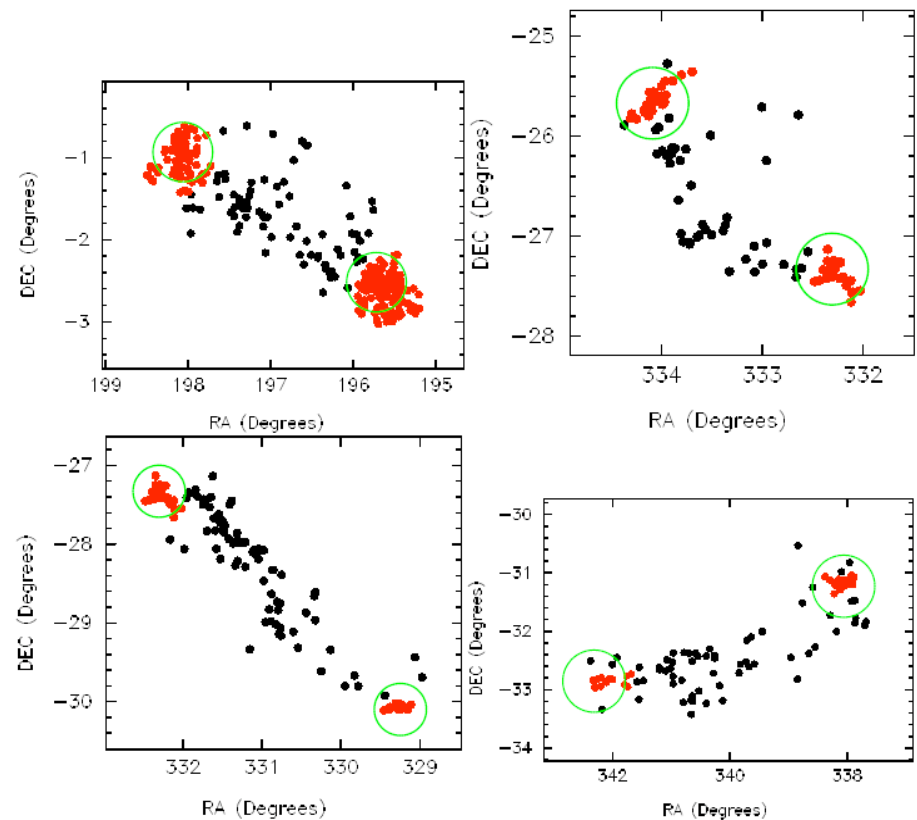 −1
−2
−3
DEC (Degrees)
199 198 197 196 195
RA (Degrees)
−25
−26
−27
−28
DEC (Degrees)
334 333 332
RA (Degrees)
−27
−28
−29
−30
DEC (Degrees)
332 331 330 329
RA (Degrees)
−30
−31
−32
−33
−34
DEC (Degrees)
342 340 338
RA (Degrees)